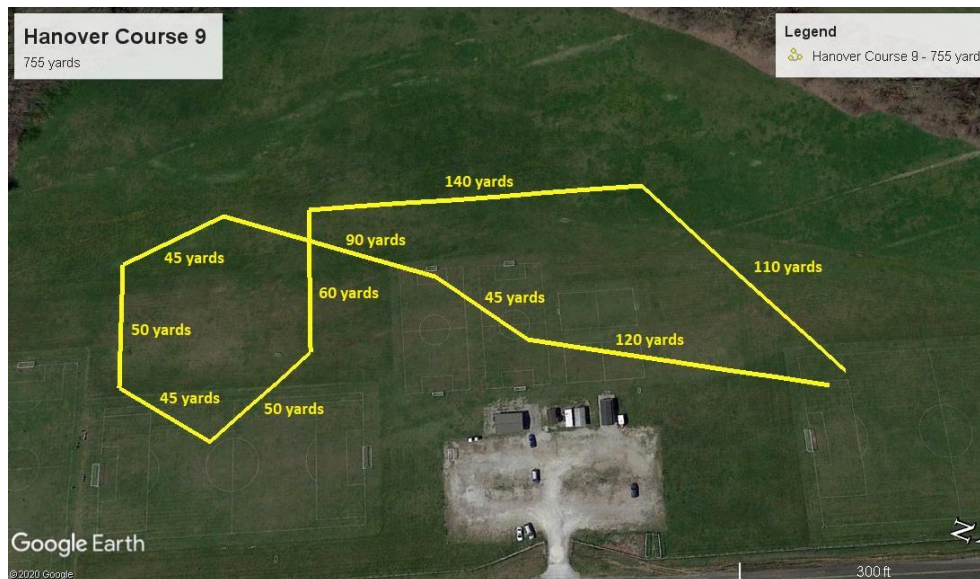 Hanover Course 9
755 yards
Legend
Hanover Course 9 - 755 yard
140 yards
45 yards
90 yards
110 yards
60 yards
45 yards
50 yards
120 yards
45 yards
50 yards
Google Earth
©2020 Google
N
300 ft